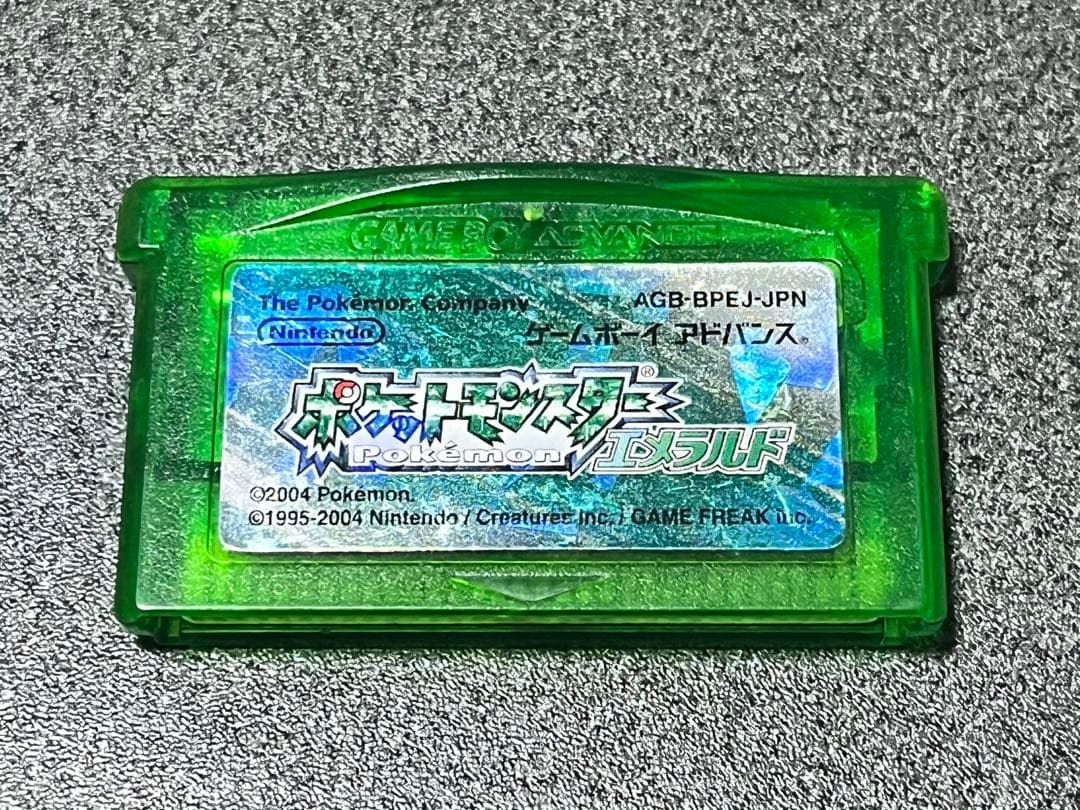 GAME BOY ADVANCE
The Pokémon Company AGB-BPEJ-JPN
Nintendo ゲームボーイ アドバンス®
ポケットモンスター®
Pokémon エメラルド
©2004 Pokémon.
©1995-2004 Nintendo / Creatures inc. / GAME FREAK inc.